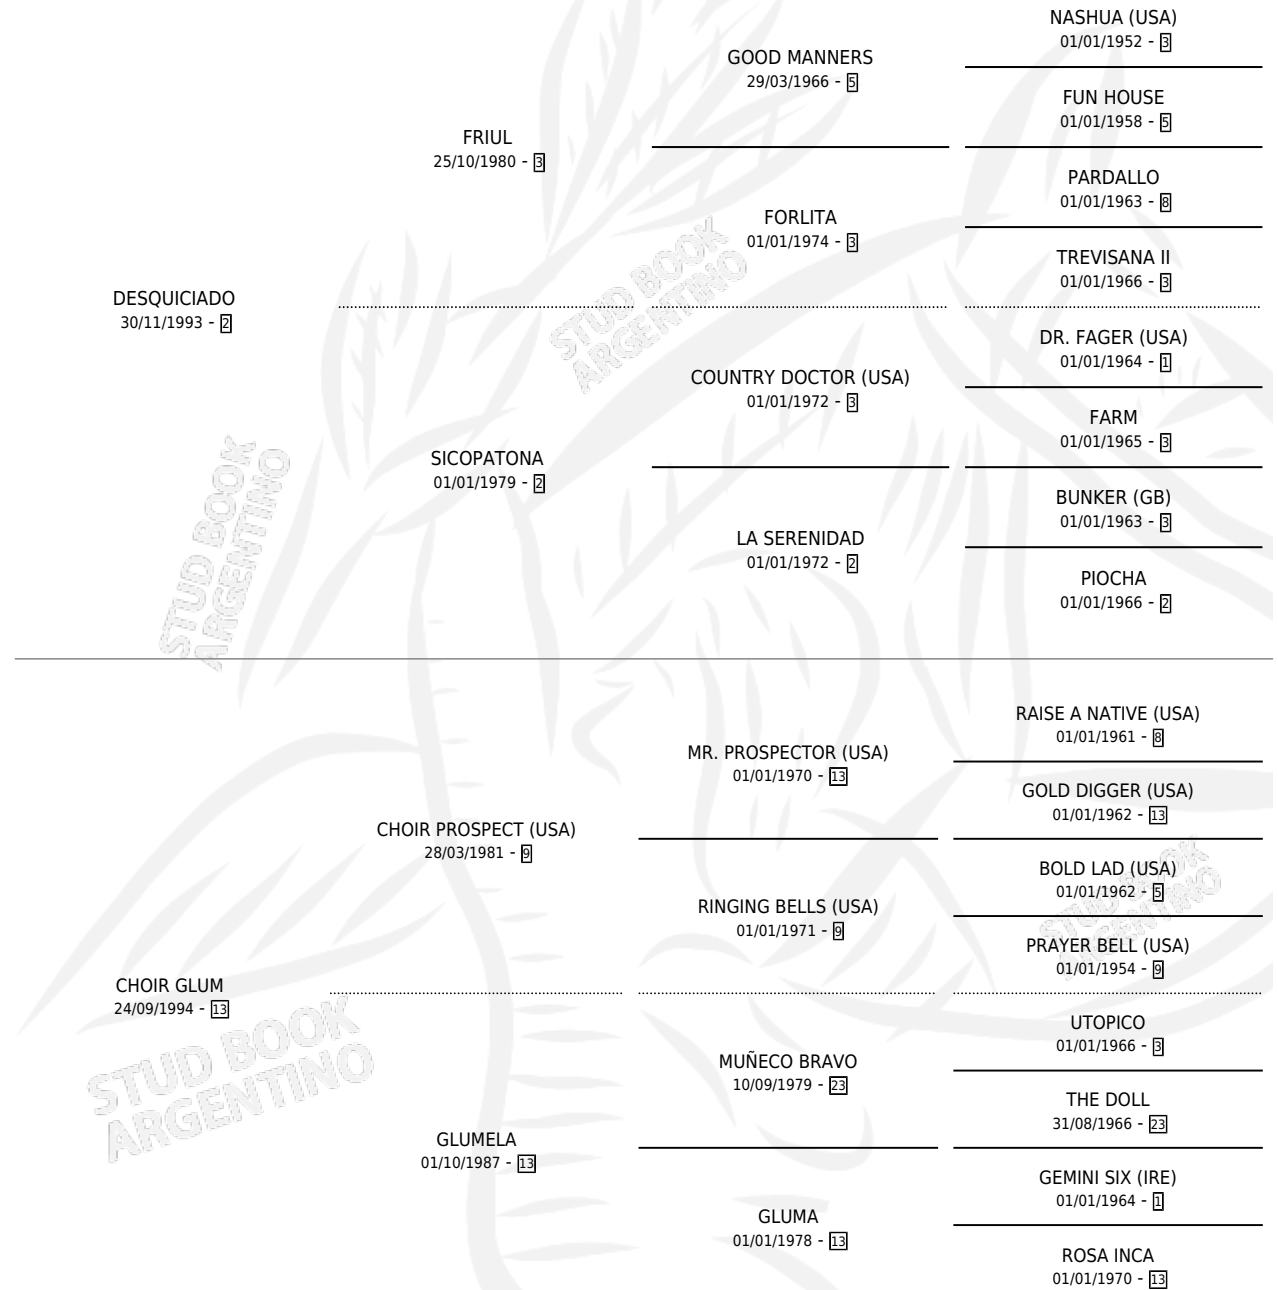 NASHUA (USA)
01/01/1952 - 3
GOOD MANNERS
29/03/1966 - 5
FUN HOUSE
01/01/1958 - 5
FRIUL
25/10/1980 - 3
PARDALLO
01/01/1963 - 8
FORLITA
01/01/1974 - 3
TREVISANA II
01/01/1966 - 3
DESQUICIADO
30/11/1993 - 2
DR. FAGER (USA)
01/01/1964 - 1
COUNTRY DOCTOR (USA)
01/01/1972 - 3
FARM
01/01/1965 - 3
SICOPATONA
01/01/1979 - 2
BUNKER (GB)
01/01/1963 - 3
LA SERENIDAD
01/01/1972 - 2
PIOCHA
01/01/1966 - 2
STUD BOOK
ARGENTINO
STUD BOOK
ARGENTINO
RAISE A NATIVE (USA)
01/01/1961 - 8
MR. PROSPECTOR (USA)
01/01/1970 - 13
GOLD DIGGER (USA)
01/01/1962 - 13
CHOIR PROSPECT (USA)
28/03/1981 - 9
BOLD LAD (USA)
01/01/1962 - 5
RINGING BELLS (USA)
01/01/1971 - 9
PRAYER BELL (USA)
01/01/1954 - 9
CHOIR GLUM
24/09/1994 - 13
UTOPICO
01/01/1966 - 3
MUÑECO BRAVO
10/09/1979 - 23
THE DOLL
31/08/1966 - 23
GLUMELA
01/10/1987 - 13
GEMINI SIX (IRE)
01/01/1964 - 1
GLUMA
01/01/1978 - 13
ROSA INCA
01/01/1970 - 13
STUD BOOK
ARGENTINO
STUD BOOK
ARGENTINO